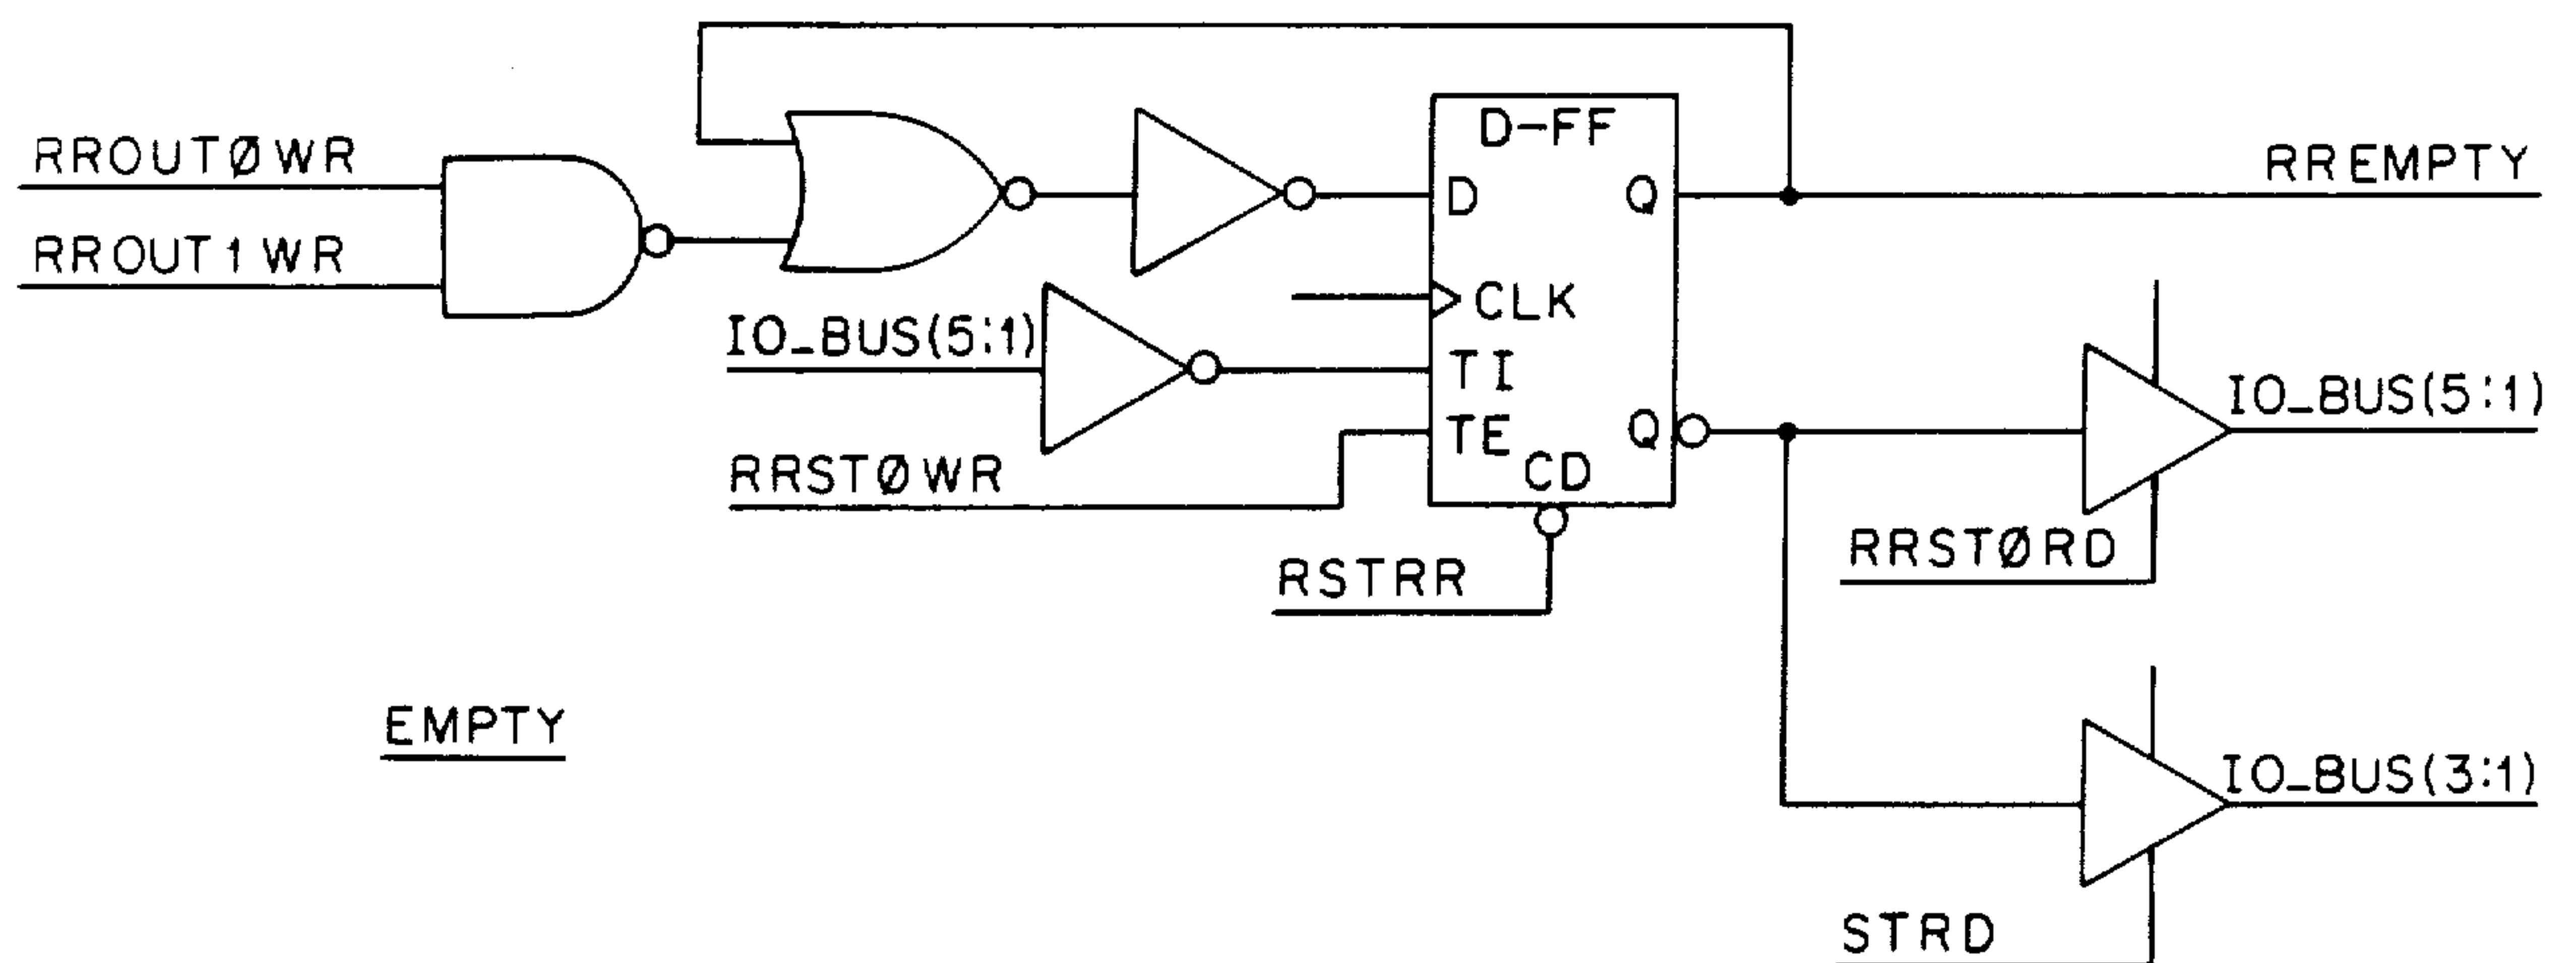 RROUTØWR
RROUT1WR
IO_BUS(5:1)
RRSTØWR
D-FF
D
Q
CLK
TI
TE
Q
CD
RSTRR
RREMPTY
IO_BUS(5:1)
RRSTØRD
IO_BUS(3:1)
STRD
EMPTY